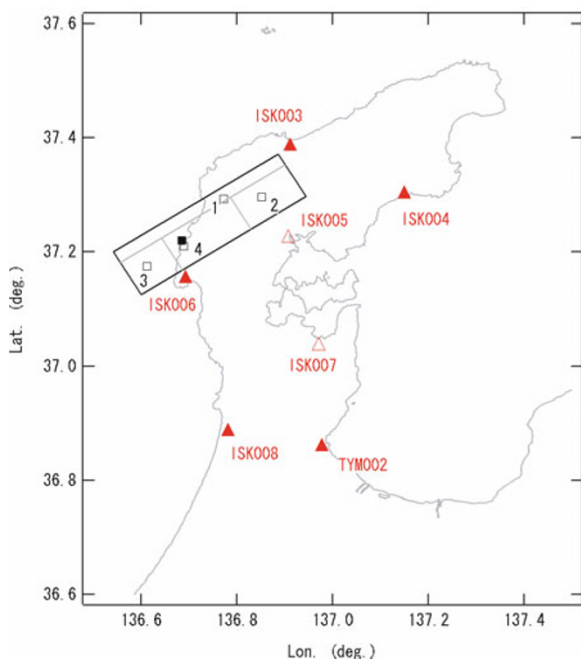 37.6
37.4
37.2
37.0
36.8
36.6
Lat. (deg.)
ISK003
ISK004
ISK005
1
2
4
3
ISK006
ISK007
ISK008
TYM002
136.6
136.8
137.0
137.2
137.4
Lon. (deg.)